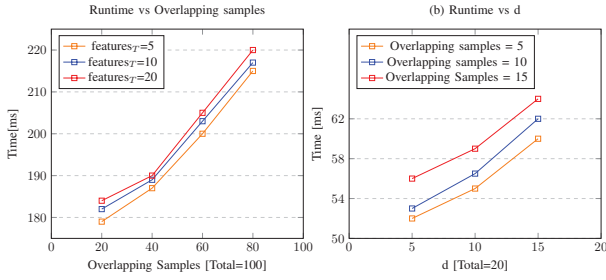 Runtime vs Overlapping samples
features_T=5
features_T=10
features_T=20
Time[ms]
220
210
200
190
180
0 20 40 60 80 100
Overlapping Samples [Total=100]
(b) Runtime vs d
Overlapping samples = 5
Overlapping samples = 10
Overlapping Samples = 15
Time [ms]
62
58
54
50
0 5 10 15 20
d [Total=20]